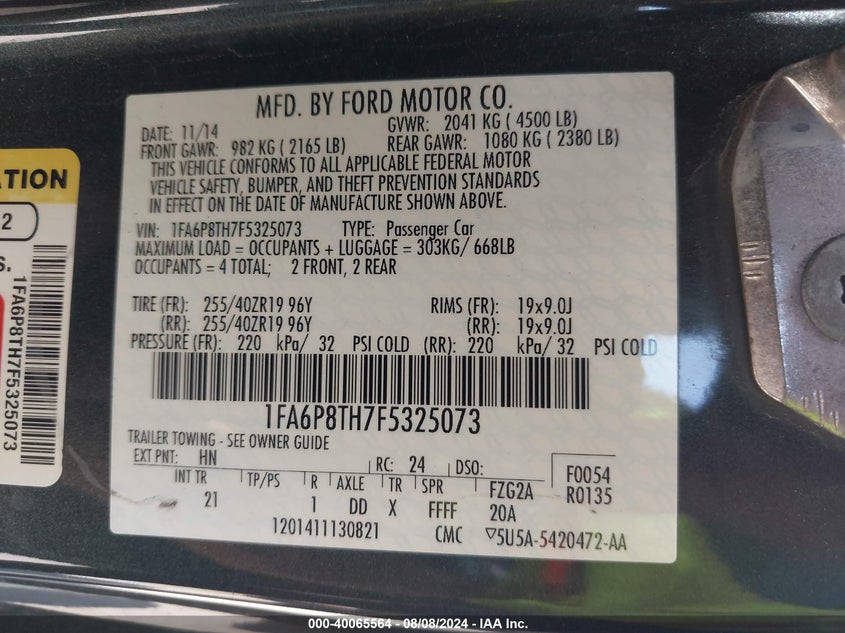 MFD. BY FORD MOTOR CO.
DATE: 11/14 GVWR: 2041 KG ( 4500 LB)
FRONT GAWR: 982 KG ( 2165 LB) REAR GAWR: 1080 KG ( 2380 LB)
THIS VEHICLE CONFORMS TO ALL APPLICABLE FEDERAL MOTOR
VEHICLE SAFETY, BUMPER, AND THEFT PREVENTION STANDARDS
IN EFFECT ON THE DATE OF MANUFACTURE SHOWN ABOVE.
VIN: 1FA6P8TH7F5325073 TYPE: Passenger Car
MAXIMUM LOAD = OCCUPANTS + LUGGAGE = 303KG/ 668LB
OCCUPANTS = 4 TOTAL; 2 FRONT, 2 REAR
TIRE (FR): 255/40ZR19 96Y RIMS (FR): 19x9.0J
(RR): 255/40ZR19 96Y (RR): 19x9.0J
PRESSURE (FR): 220 kPa/ 32 PSI COLD (RR): 220 kPa/ 32 PSI COLD
1FA6P8TH7F5325073
TRAILER TOWING - SEE OWNER GUIDE
EXT PNT: HN RC: 24 DSO: F0054
INT TR TP/PS R AXLE TR SPR FZG2A R0135
21 1 DD X FFFF 20A
1201411130821 CMC ▽5U5A-5420472-AA
ATION
2
S.
1FA6P8TH7F5325073
000-40065564 - 08/08/2024 - IAA Inc.